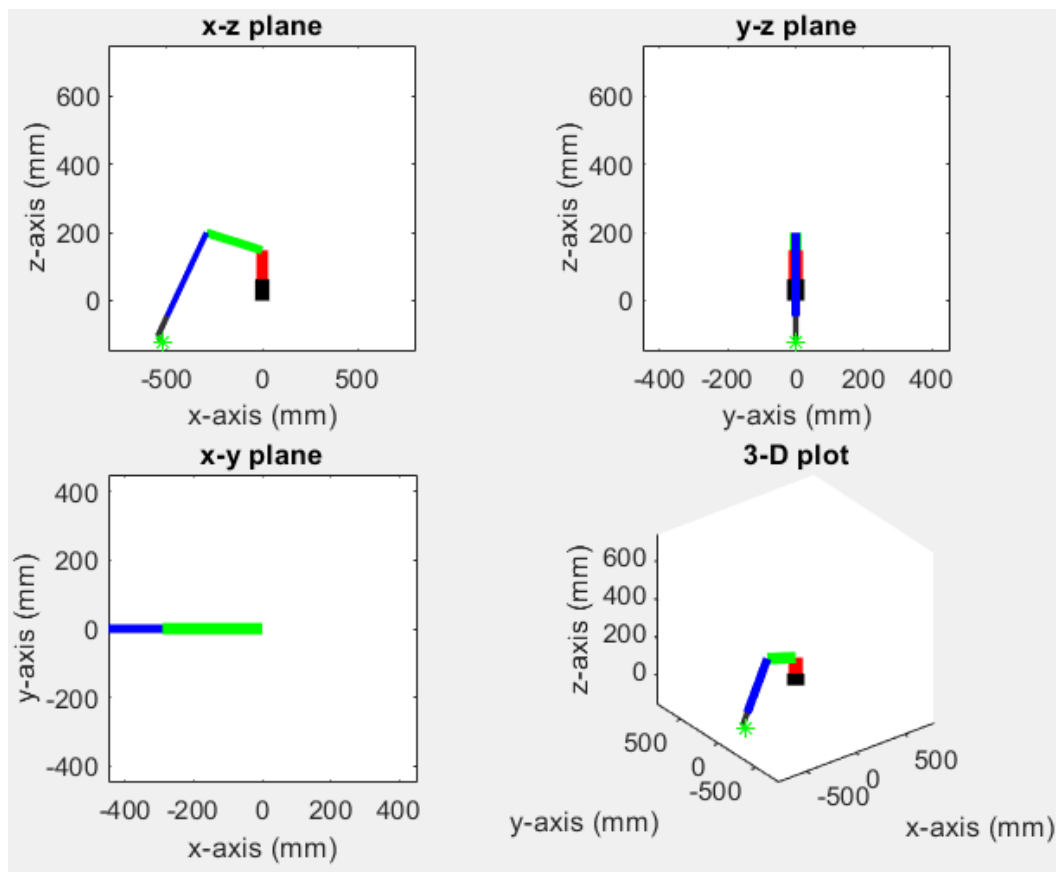 x-z plane
z-axis (mm)
600
400
200
0
-500 0 500
x-axis (mm)
y-z plane
z-axis (mm)
600
400
200
0
-400 -200 0 200 400
y-axis (mm)
x-y plane
y-axis (mm)
400
200
0
-200
-400
-400 -200 0 200 400
x-axis (mm)
3-D plot
z-axis (mm)
600
400
200
0
500
0
-500
y-axis (mm)
-500
0
500
x-axis (mm)